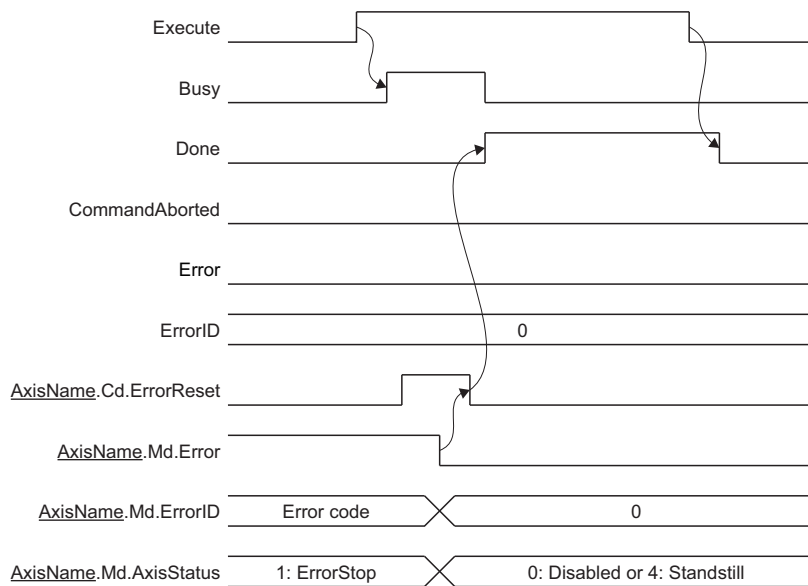 Execute
Busy
Done
CommandAborted
Error
ErrorID
0
AxisName.Cd.ErrorReset
AxisName.Md.Error
AxisName.Md.ErrorID
Error code
0
AxisName.Md.AxisStatus
1: ErrorStop
0: Disabled or 4: Standstill